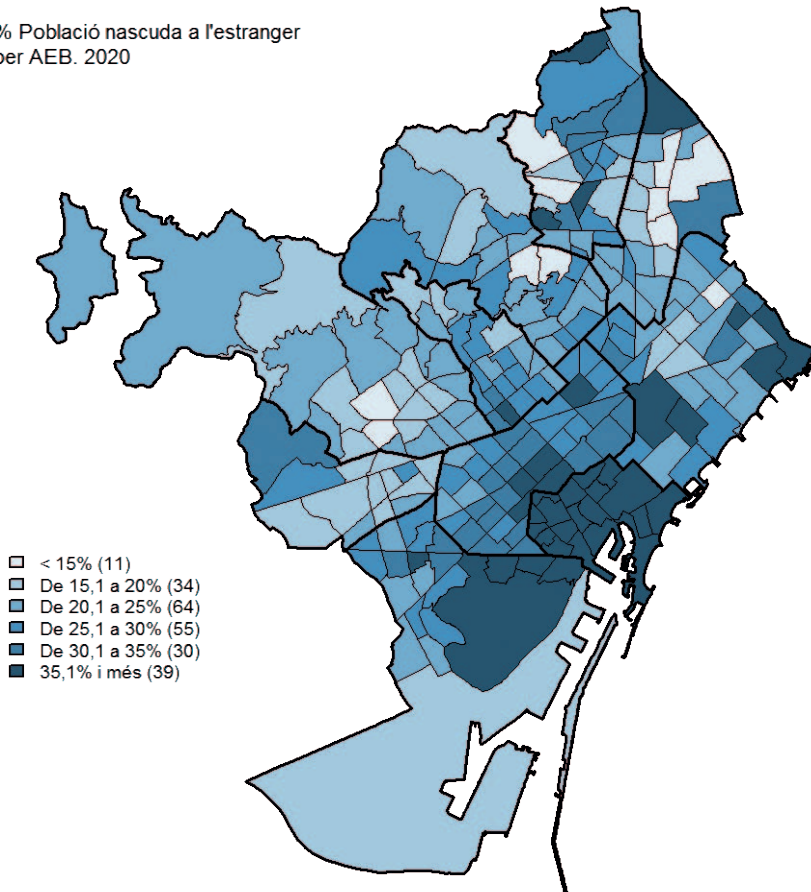 % Població nascuda a l'estranger
per AEB. 2020
< 15% (11)
De 15,1 a 20% (34)
De 20,1 a 25% (64)
De 25,1 a 30% (55)
De 30,1 a 35% (30)
35,1% i més (39)